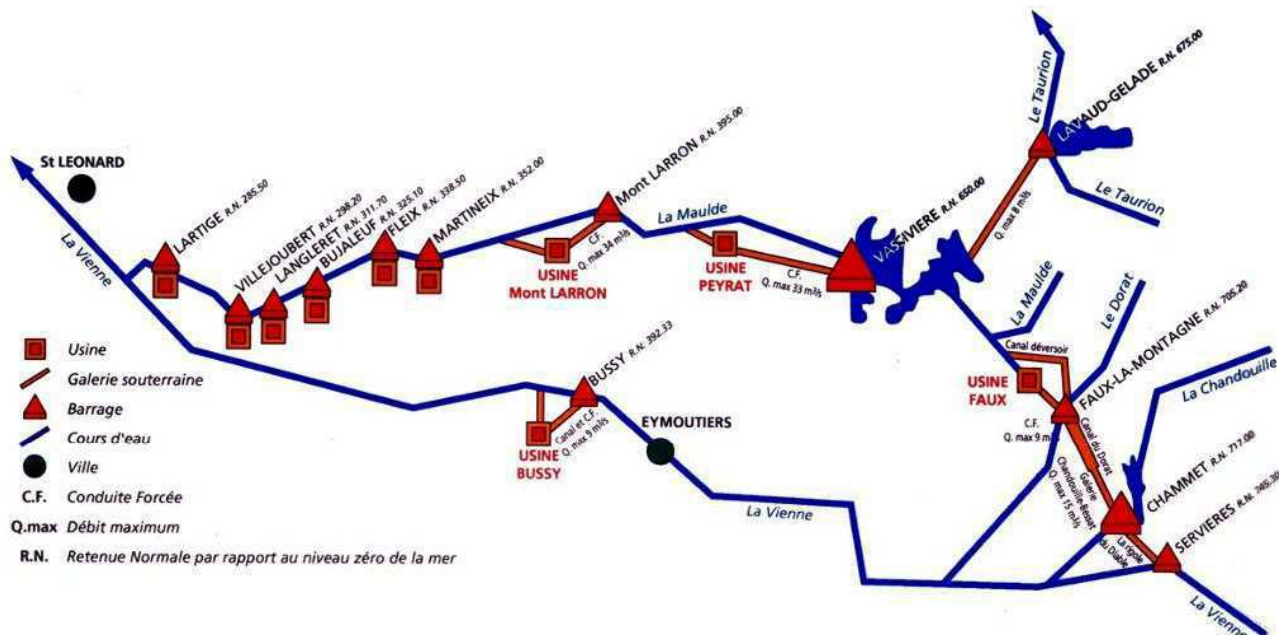 St LEONARD
La Vienne
LARTIGE R.N. 285.50
VILLEJOUBERT R.N. 298.20
LANGLERET R.N. 311.70
BUJALEUF R.N. 325.10
FLEIX R.N. 338.50
MARTINEIX R.N. 352.00
Mont LARRON R.N. 395.00
C.F.
Q. max 34 m³/s
USINE
Mont LARRON
La Maulde
USINE
PEYRAT
C.F.
Q. max 33 m³/s
VASSIVIERE R.N. 650.00
Le Taurion
LAVAUD-GELADE R.N. 675.00
Le Taurion
Q. max 8 m³/s
La Maulde
Le Dorat
Canal déversoir
USINE
FAUX
FAUX-LA-MONTAGNE R.N. 705.20
C.F.
Q. max 9 m³/s
La Chandouille
Canal du Dorat
Galerie
Chandouille-Bessat
Q. max 15 m³/s
CHAMMET R.N. 717.00
La rigole
du Diable
SERVIERES R.N.
La Vienne
BUSSY R.N. 392.33
Canal et C.F.
Q. max 9 m³/s
USINE
BUSSY
EYMOUTIERS
La Vienne
Usine
Galerie souterraine
Barrage
Cours d'eau
Ville
C.F. Conduite Forcée
Q.max Débit maximum
R.N. Retenue Normale par rapport au niveau zéro de la mer